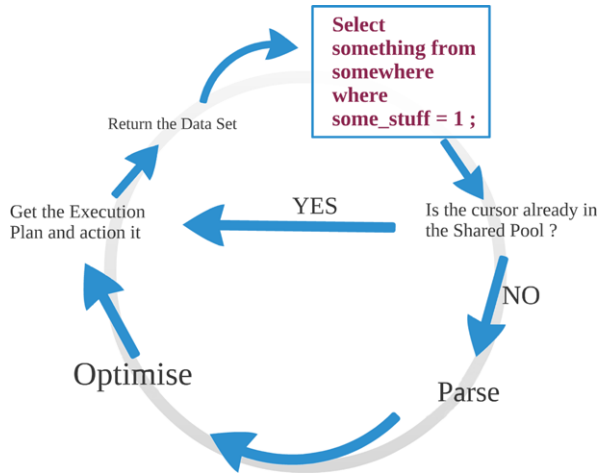 Select
something from
somewhere
where
some_stuff = 1 ;
Return the Data Set
YES
Get the Execution
Plan and action it
Is the cursor already in
the Shared Pool ?
NO
Optimise
Parse